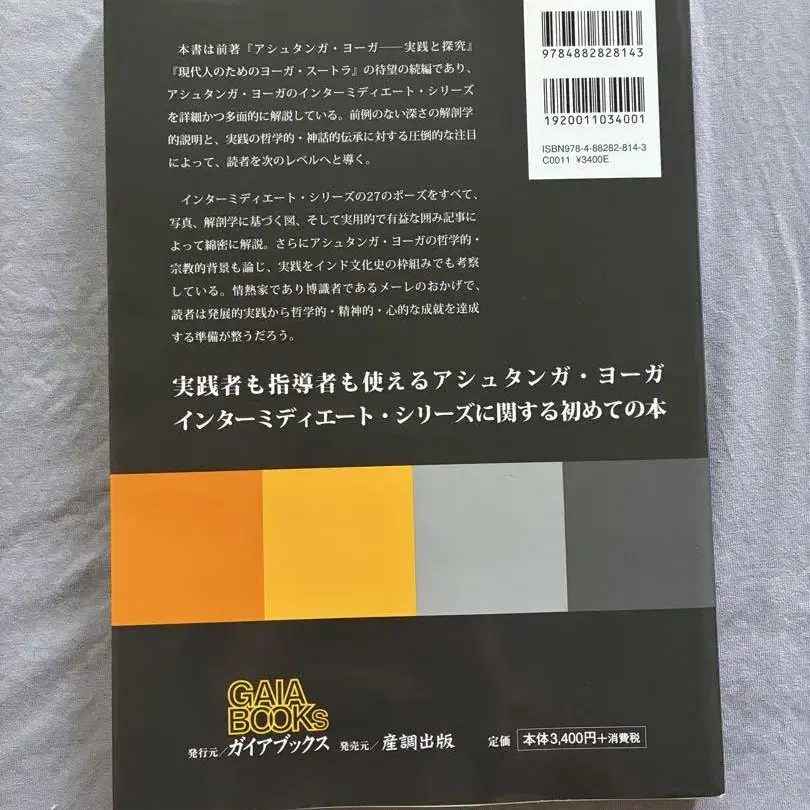 本書は前著『アシュタンガ・ヨーガ──実践と探究』
『現代人のためのヨーガ・スートラ』の待望の続編であり、
アシュタンガ・ヨーガのインターミディエート・シリーズ
を詳細かつ多面的に解説している。前例のない深さの解剖学
的説明と、実践の哲学的・神話的伝承に対する圧倒的な注目
によって、読者を次のレベルへと導く。
インターミディエート・シリーズの27のポーズをすべて、
写真、解剖学に基づく図、そして実用的で有益な囲み記事に
よって綿密に解説。さらにアシュタンガ・ヨーガの哲学的・
宗教的背景も論じ、実践をインド文化史の枠組みでも考察
している。情熱家であり博識者であるメーレのおかげで、
読者は発展的実践から哲学的・精神的・心的な成就を達成
する準備が整うだろう。
実践者も指導者も使えるアシュタンガ・ヨーガ
インターミディエート・シリーズに関する初めての本
9784882828143
1920011034001
ISBN978-4-88282-814-3
C0011 ¥3400E
GAIA
BOOKS
発行元/ガイアブックス 発売元/産調出版 定価 本体3,400円+消費税